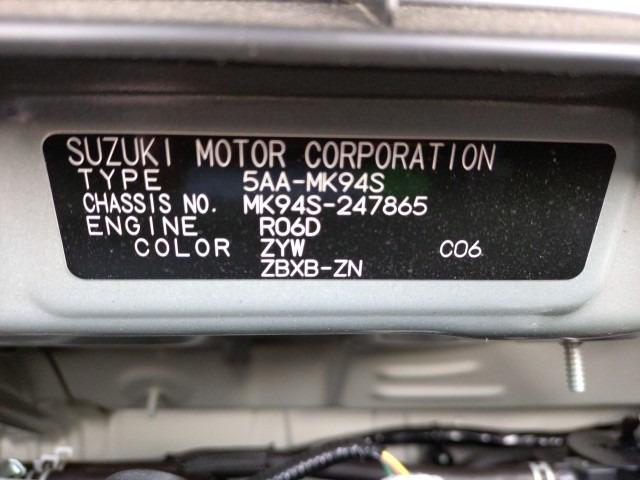 SUZUKI MOTOR CORPORATION
TYPE 5AA-MK94S
CHASSIS NO. MK94S-247865
ENGINE R06D
COLOR ZYW C06
ZBXB-ZN